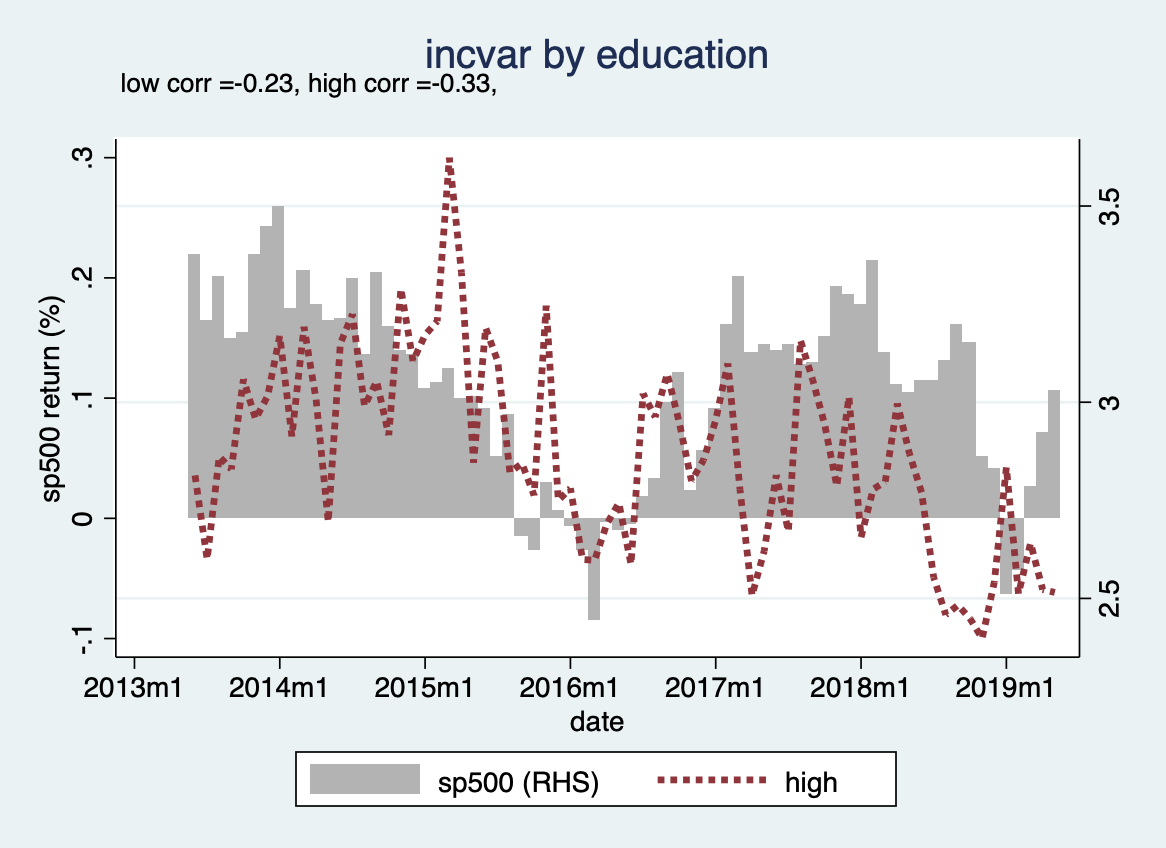 incvar by education
low corr =-0.23, high corr =-0.33,
sp500 return (%)
.3
.2
.1
0
-.1
3.5
3
2.5
2013m1 2014m1 2015m1 2016m1 2017m1 2018m1 2019m1
date
sp500 (RHS) high